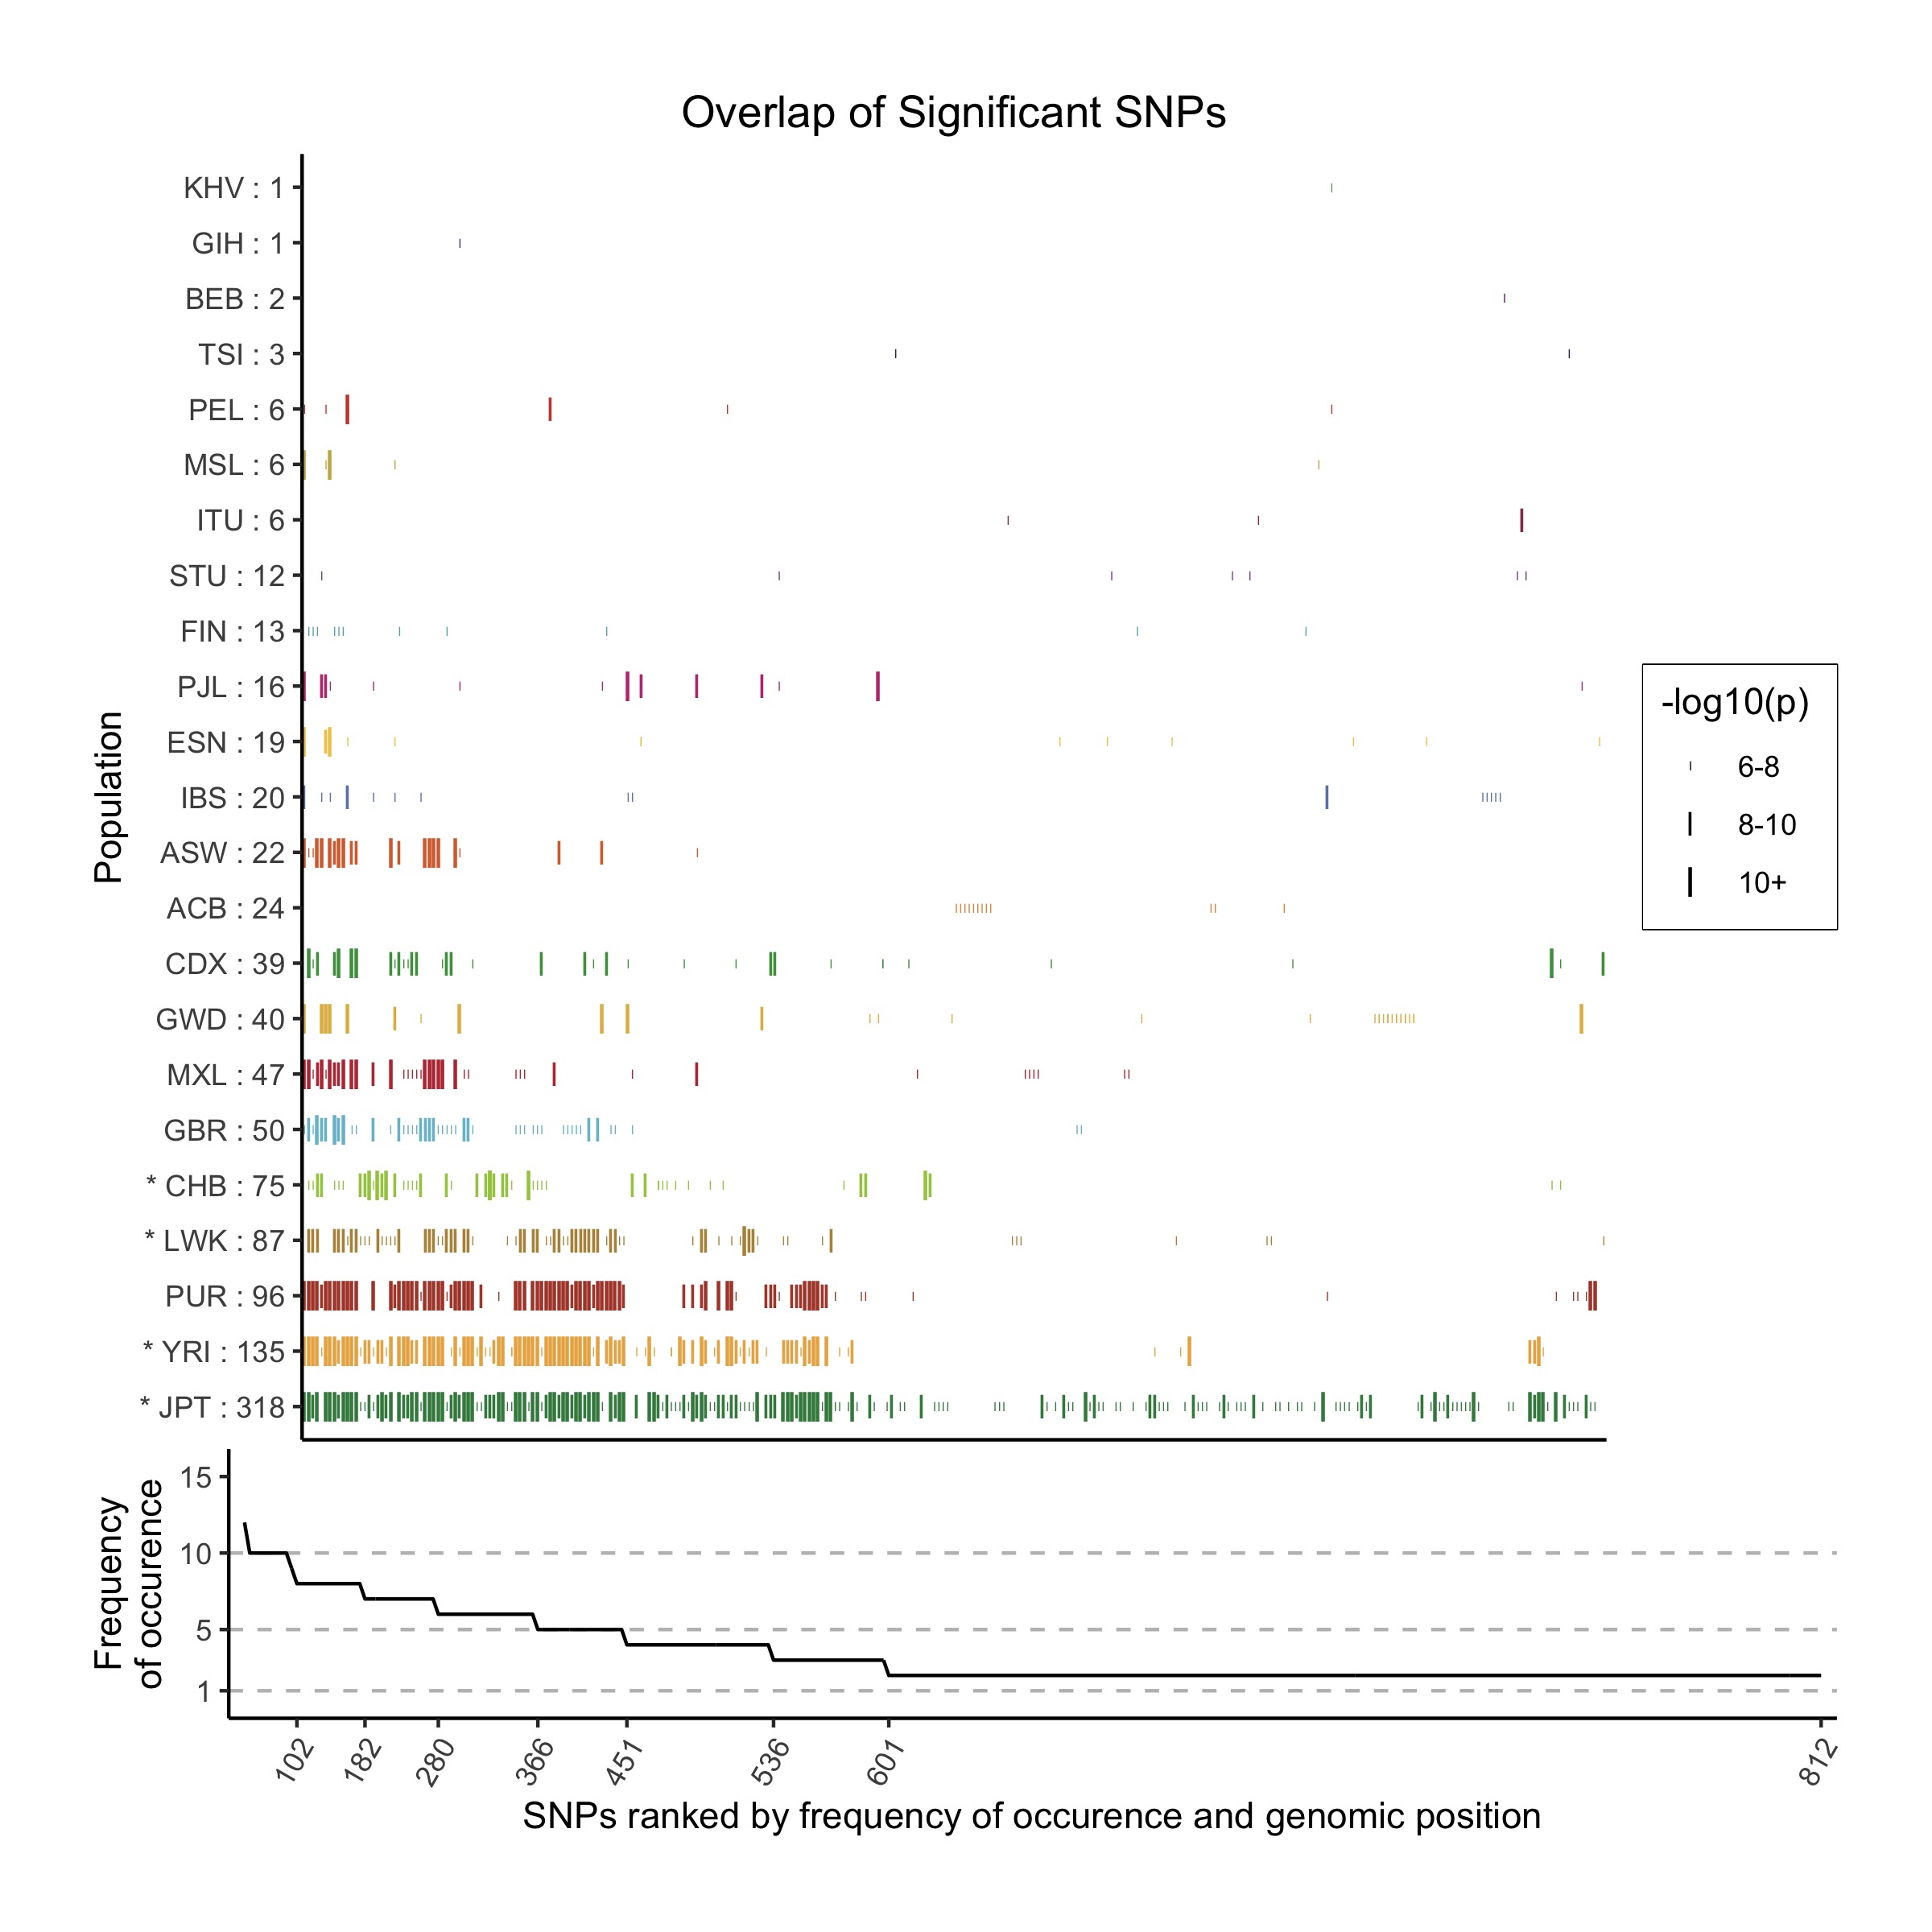 Overlap of Significant SNPs
Population
KHV : 1
GIH : 1
BEB : 2
TSI : 3
PEL : 6
MSL : 6
ITU : 6
STU : 12
FIN : 13
PJL : 16
ESN : 19
IBS : 20
ASW : 22
ACB : 24
CDX : 39
GWD : 40
MXL : 47
GBR : 50
* CHB : 75
* LWK : 87
PUR : 96
* YRI : 135
* JPT : 318
-log10(p)
6-8
8-10
10+
Frequency
of occurence
15
10
5
1
102
182
280
366
451
536
601
812
SNPs ranked by frequency of occurence and genomic position